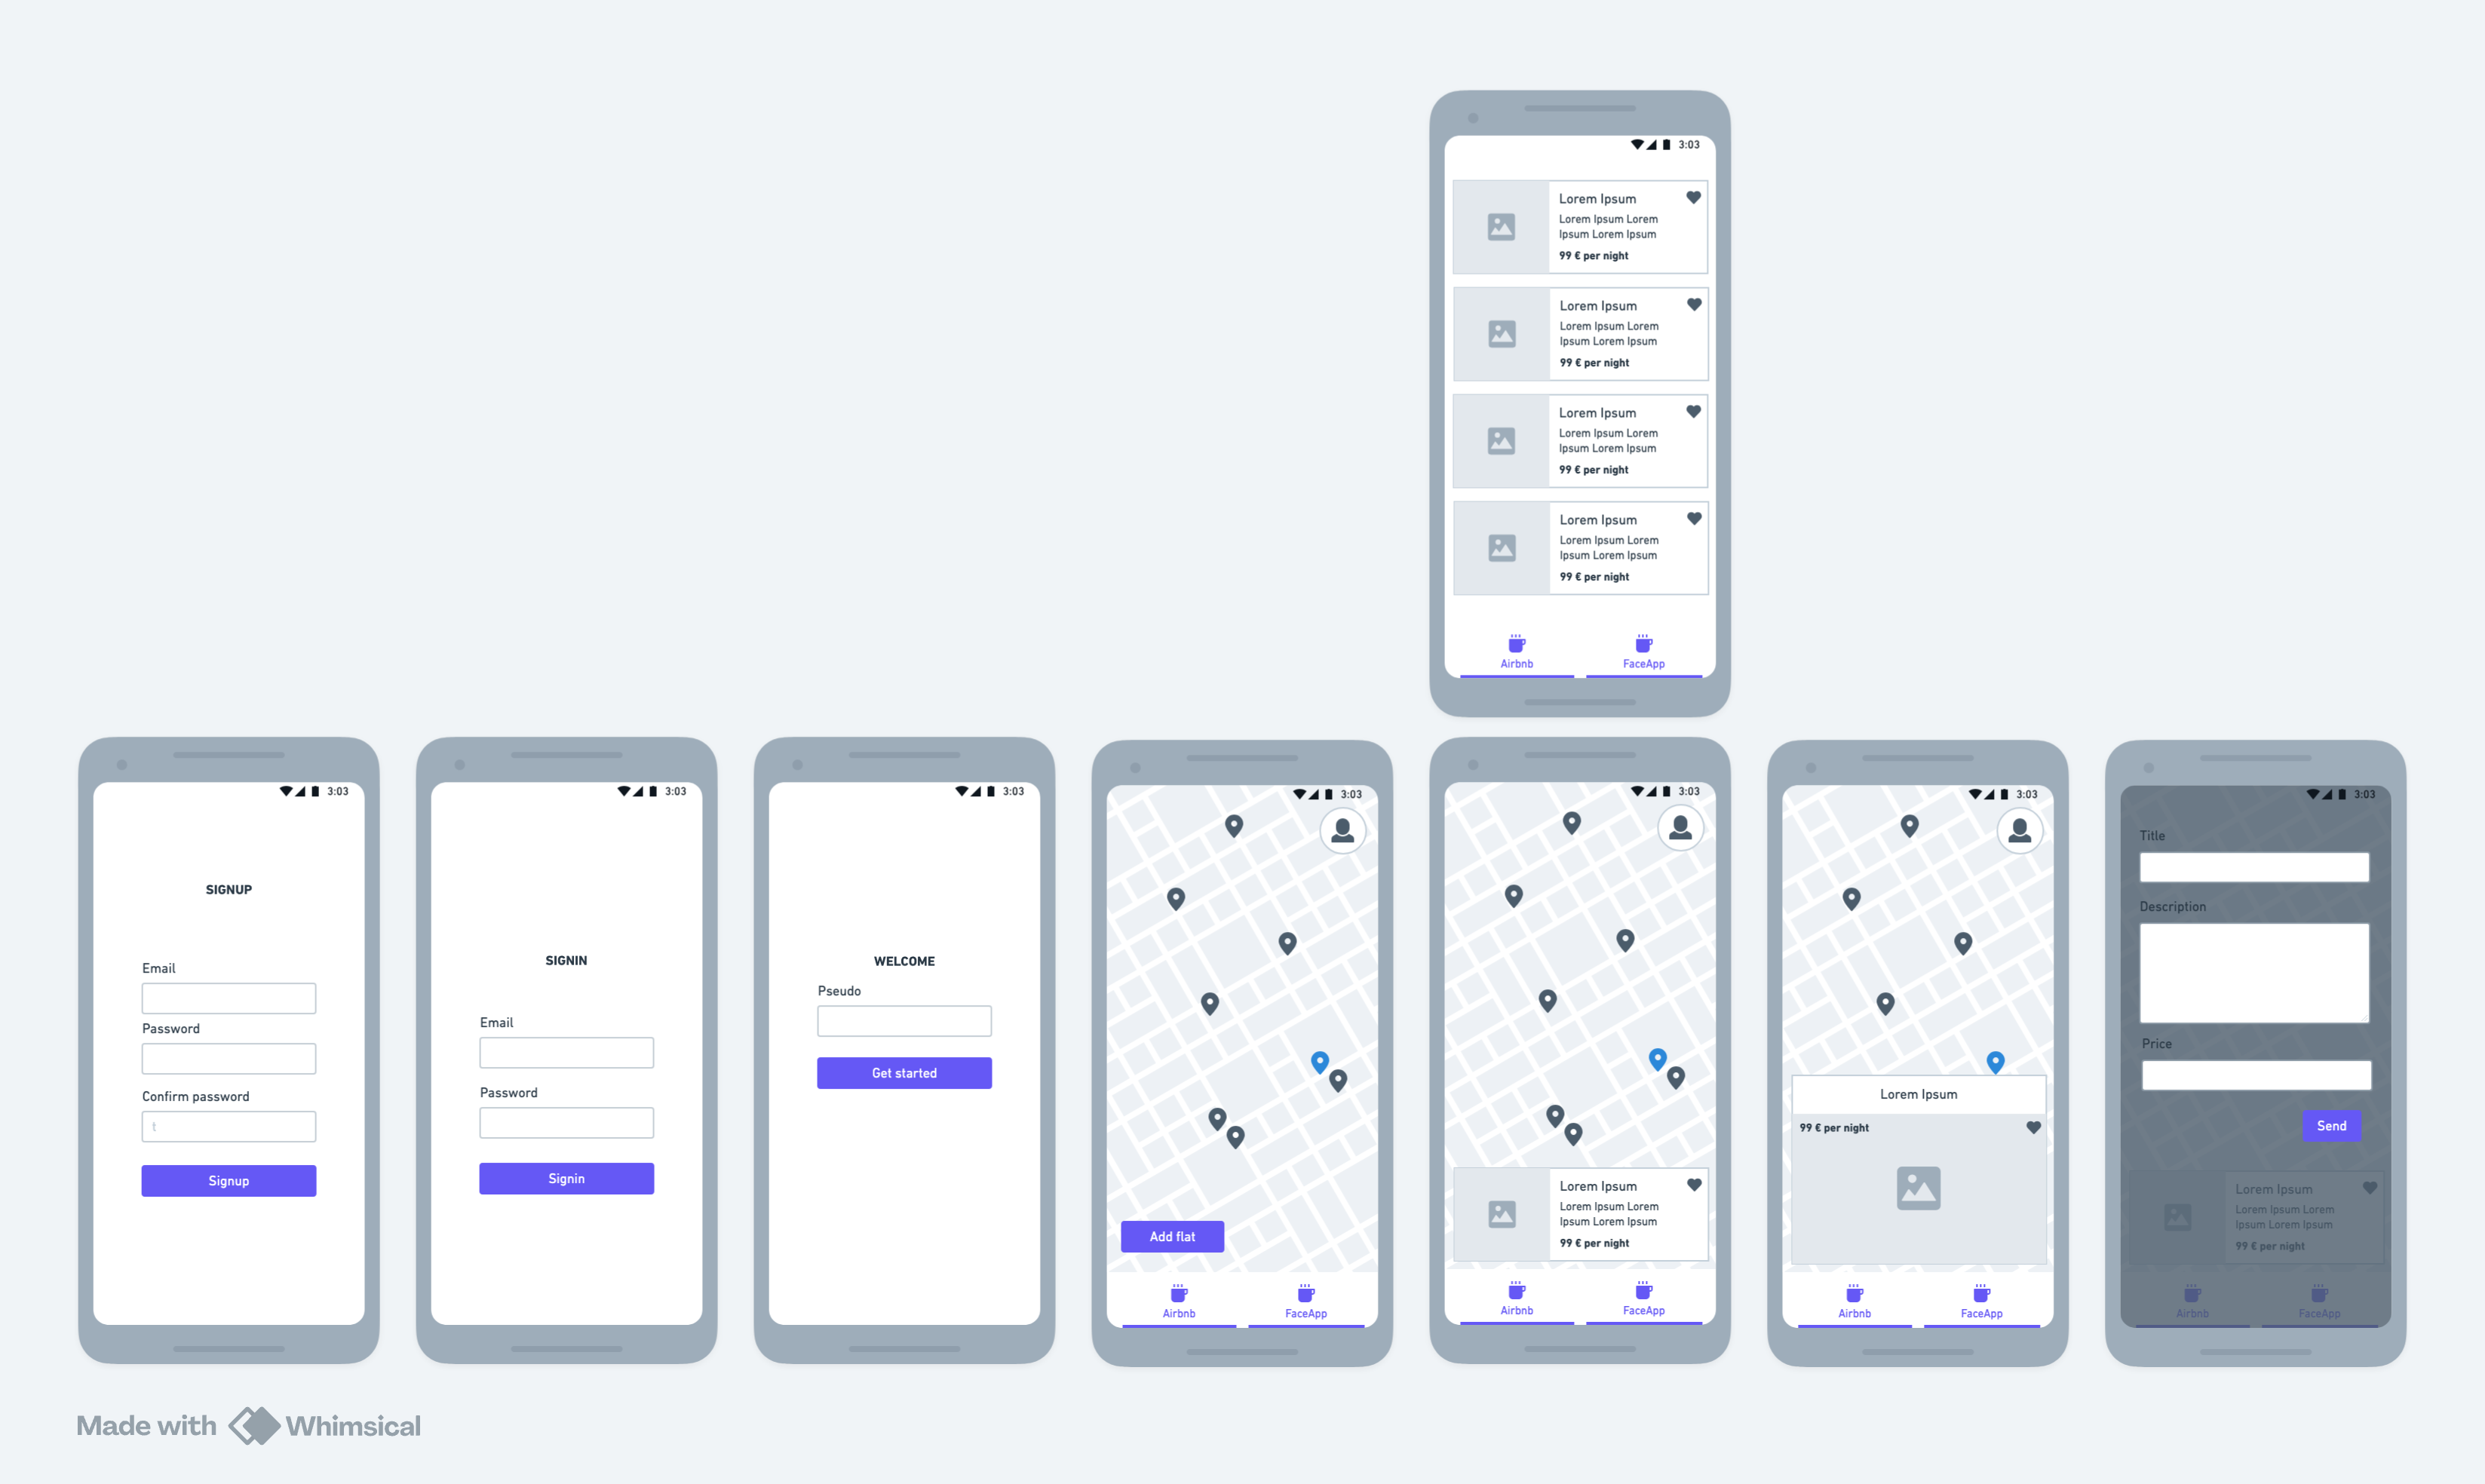 3:03
Lorem Ipsum
Lorem Ipsum Lorem
Ipsum Lorem Ipsum
99 € per night
Lorem Ipsum
Lorem Ipsum Lorem
Ipsum Lorem Ipsum
99 € per night
Lorem Ipsum
Lorem Ipsum Lorem
Ipsum Lorem Ipsum
99 € per night
Lorem Ipsum
Lorem Ipsum Lorem
Ipsum Lorem Ipsum
99 € per night
Airbnb
FaceApp
3:03
SIGNUP
Email
Password
Confirm password
t
Signup
3:03
SIGNIN
Email
Password
Signin
3:03
WELCOME
Pseudo
Get started
3:03
Add flat
Airbnb
FaceApp
3:03
Lorem Ipsum
Lorem Ipsum Lorem
Ipsum Lorem Ipsum
99 € per night
Airbnb
FaceApp
3:03
Lorem Ipsum
99 € per night
Airbnb
FaceApp
3:03
Title
Description
Price
Send
Lorem Ipsum
Lorem Ipsum Lorem
Ipsum Lorem Ipsum
99 € per night
Airbnb
FaceApp
Made with Whimsical